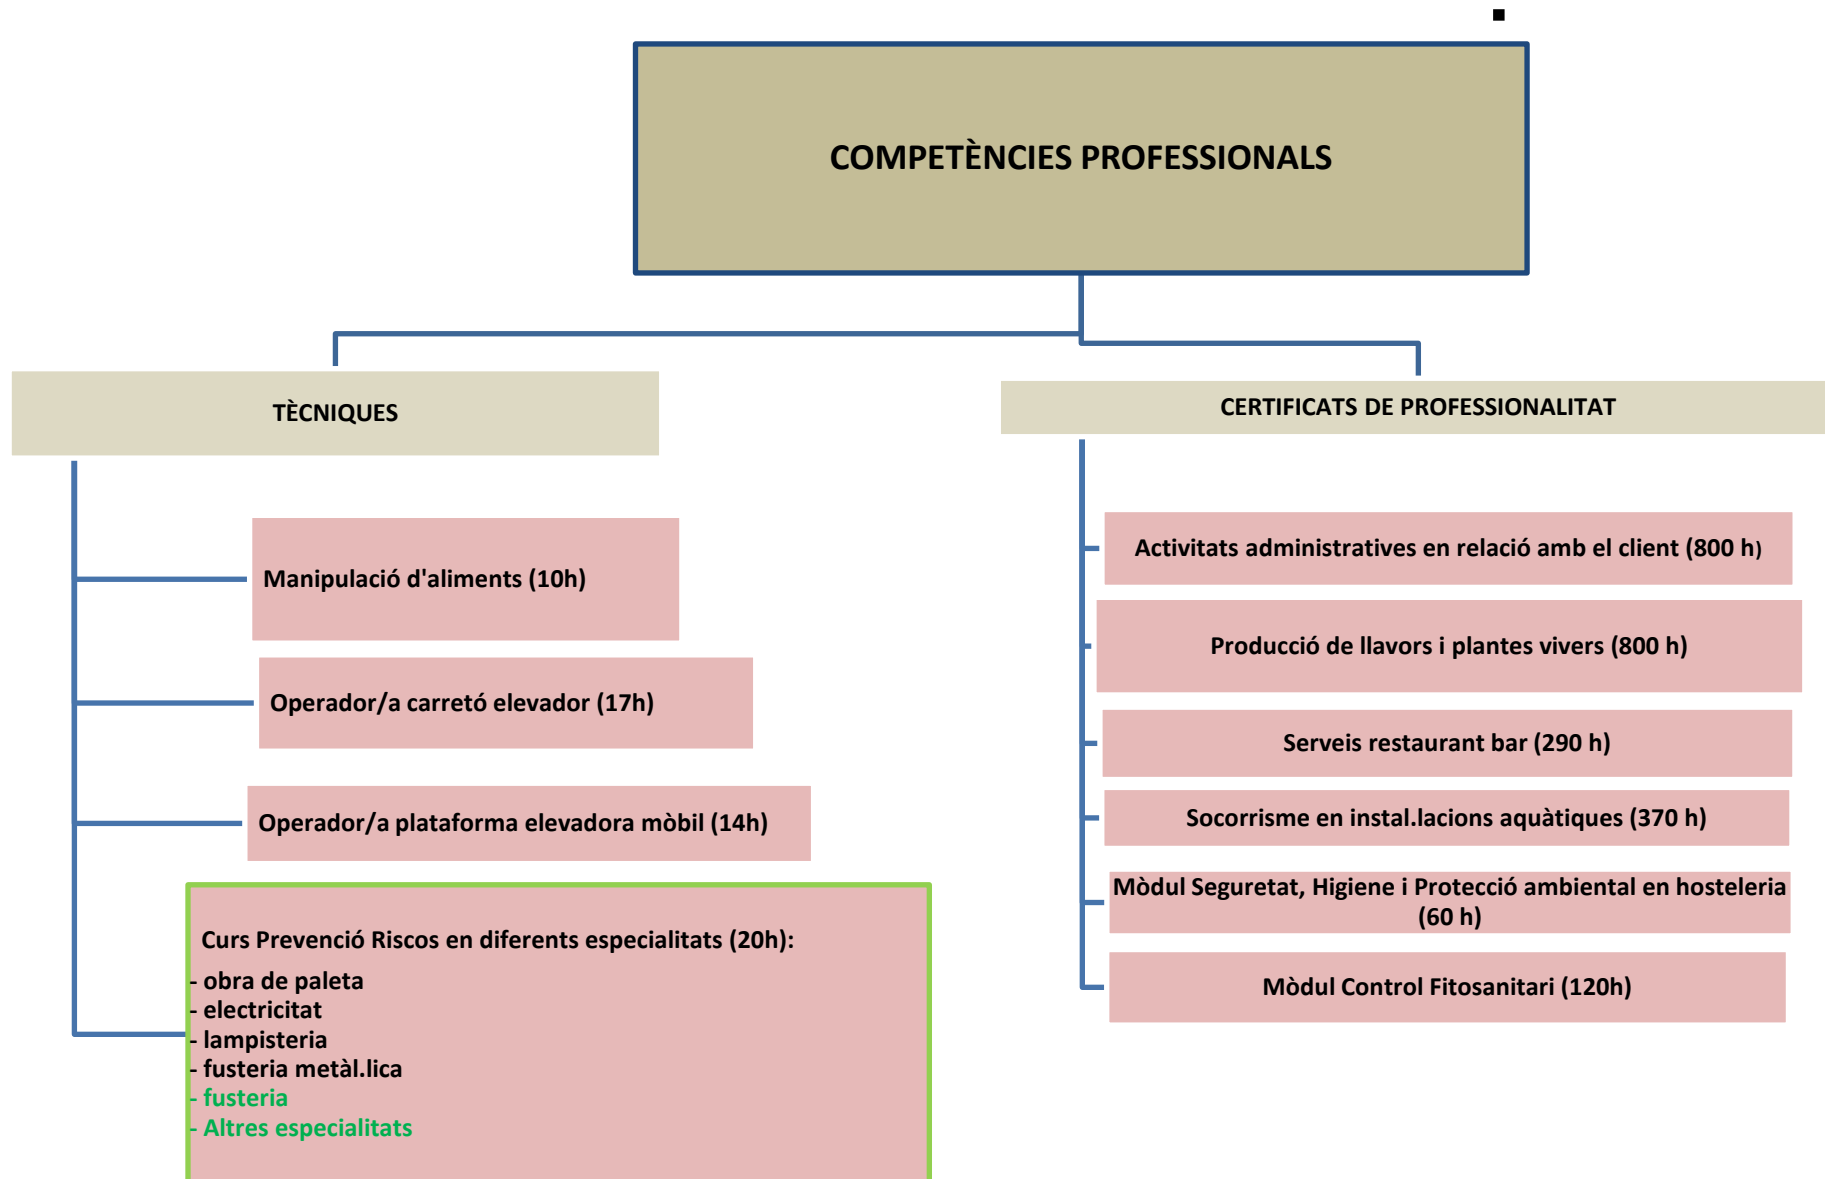 COMPETÈNCIES PROFESSIONALS
TÈCNIQUES
Manipulació d'aliments (10h)
Operador/a carretó elevador (17h)
Operador/a plataforma elevadora mòbil (14h)
Curs Prevenció Riscos en diferents especialitats (20h):
- obra de paleta
- electricitat
- lampisteria
- fusteria metàl.lica
- fusteria
- Altres especialitats
CERTIFICATS DE PROFESSIONALITAT
Activitats administratives en relació amb el client (800 h)
Producció de llavors i plantes vivers (800 h)
Serveis restaurant bar (290 h)
Socorrisme en instal.lacions aquàtiques (370 h)
Mòdul Seguretat, Higiene i Protecció ambiental en hosteleria
(60 h)
Mòdul Control Fitosanitari (120h)